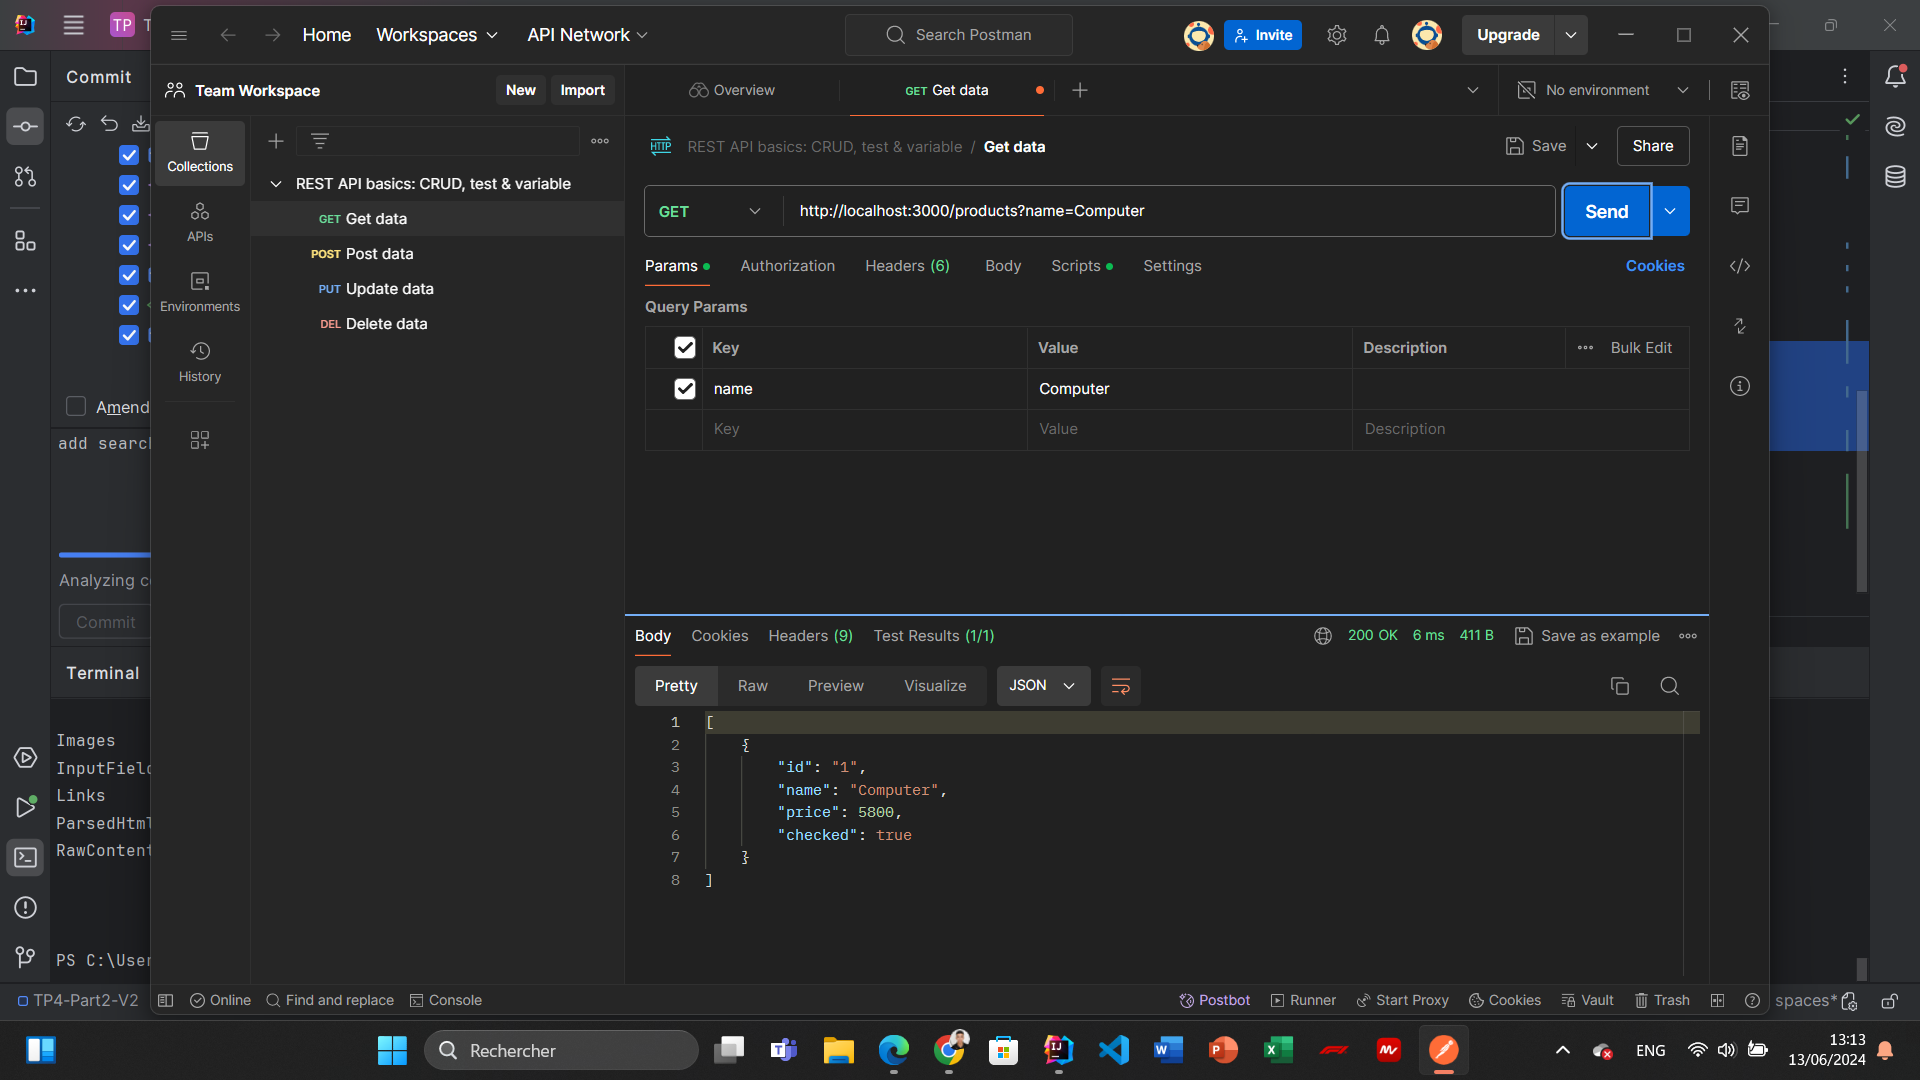 TP
Commit
Amend
add search
Analyzing c
Commit
Terminal
Images
InputField
Links
ParsedHtml
RawContent
PS C:\User
TP4-Part2-V2
Home
Workspaces
API Network
Search Postman
Invite
Upgrade
Team Workspace
New
Import
Overview
GET Get data
No environment
Collections
APIs
Environments
History
REST API basics: CRUD, test & variable
GET Get data
POST Post data
PUT Update data
DEL Delete data
HTTP
REST API basics: CRUD, test & variable / Get data
Save
Share
GET
http://localhost:3000/products?name=Computer
Send
Params
Authorization
Headers (6)
Body
Scripts
Settings
Cookies
Query Params
Key
Value
Description
Bulk Edit
name
Computer
Key
Value
Description
Body
Cookies
Headers (9)
Test Results (1/1)
200 OK
6 ms
411 B
Save as example
Pretty
Raw
Preview
Visualize
JSON
1 [
2 {
3 "id": "1",
4 "name": "Computer",
5 "price": 5800,
6 "checked": true
7 }
8 ]
Online
Find and replace
Console
Postbot
Runner
Start Proxy
Cookies
Vault
Trash
spaces*
Rechercher
ENG
13:13
13/06/2024